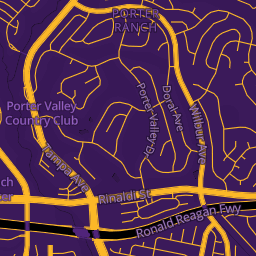 PORTER
RANCH
Porter Valley Dr
Doral Ave
Wilbur Ave
Porter Valley
Country Club
Tampa Ave
Rinaldi St
Ronald Reagan Fwy